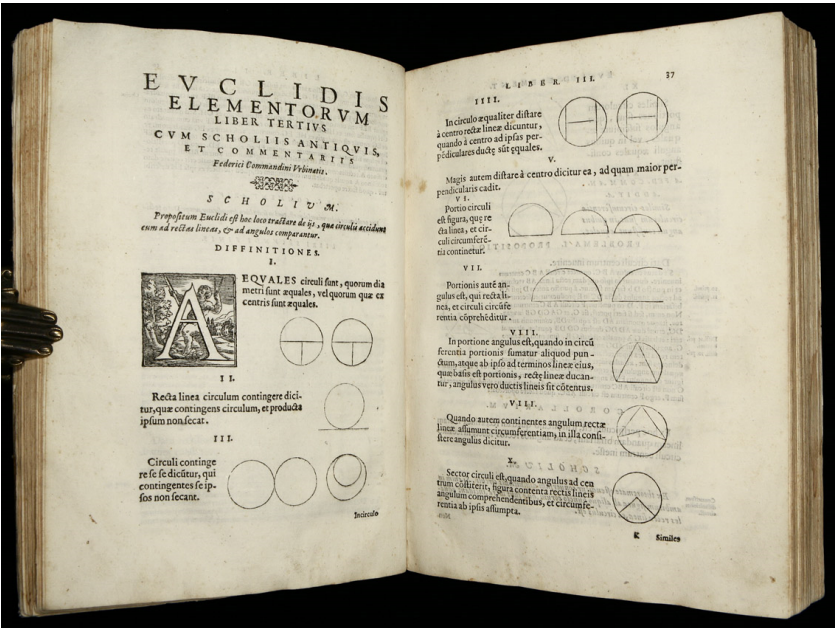 EVCLIDIS
ELEMENTORVM
LIBER TERTIVS
CVM SCHOLIIS ANTIQVIS,
ET COMMENTARIIS
Federici Commandini Vrbinatis.
SCHOLIVM.
Propositum Euclidi est hoc loco tractare de ijs, quæ circulis accidunt
eum ad rectas lineas, & ad angulos comparantur.
DIFFINITIONES.
I.
AEQVALES circuli sunt, quorum dia
metri sunt æquales, vel quorum quæ ex
centris sunt æquales.
II.
Recta linea circulum contingere dici-
tur, quæ contingens circulum, et producta
ipsum non secat.
III.
Circuli continge
re se se dicūtur, qui
contingentes se ip-
sos non secant.
Incirculo
LIBER III. 37
IIII.
In circulo æqualiter distare
à centro rectæ lineæ dicuntur,
quando à centro ad ipsas per-
pēdiculares ductę sūt ęquales.
V.
Magis autem distare à centro dicitur ea, ad quam maior per-
pendicularis cadit.
VI.
Portio circuli
est figura, quę re
cta linea, et cir-
culi circumferē-
tia continetur.
VII.
Portionis autē an-
gulus est, qui recta li-
nea, et circuli circūfe
rentia cōprehēditur.
VIII.
In portione angulus est, quando in circū
ferentia portionis sumatur aliquod pun-
ctum, atque ab ipso ad terminos lineæ eius,
quæ basis est portionis, rectę lineæ ducan-
tur, angulus vero ductis lineis sit cōtentus.
VIIII.
Quando autem continentes angulum rectæ
lineæ assumunt circumferentiam, in illa consi-
stere angulus dicitur.
X.
Sector circuli est, quando angulus ad cen
trum cōstiterit, figura contenta rectis lineis
angulum comprehendentibus, et circumfe-
rentia ab ipsis assumpta.
K Similes